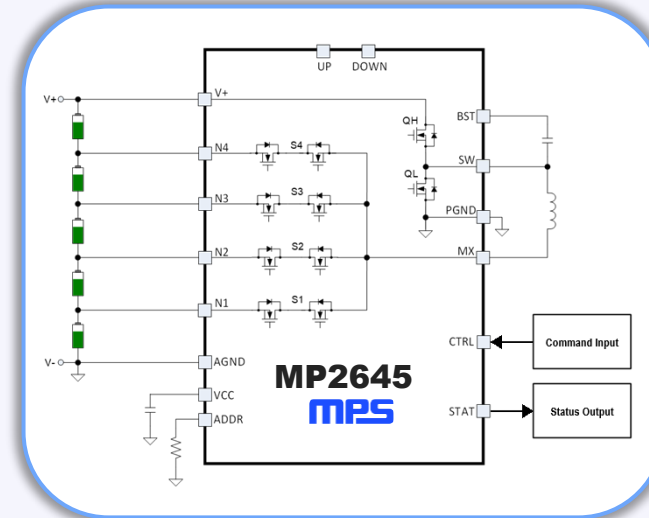 UP DOWN
V+ V+
BST
QH
N4 S4
SW
QL
N3 S3
PGND
N2 S2
MX
N1 S1
CTRL Command Input
V- AGND
MP2645
VCC
mps
STAT Status Output
ADDR